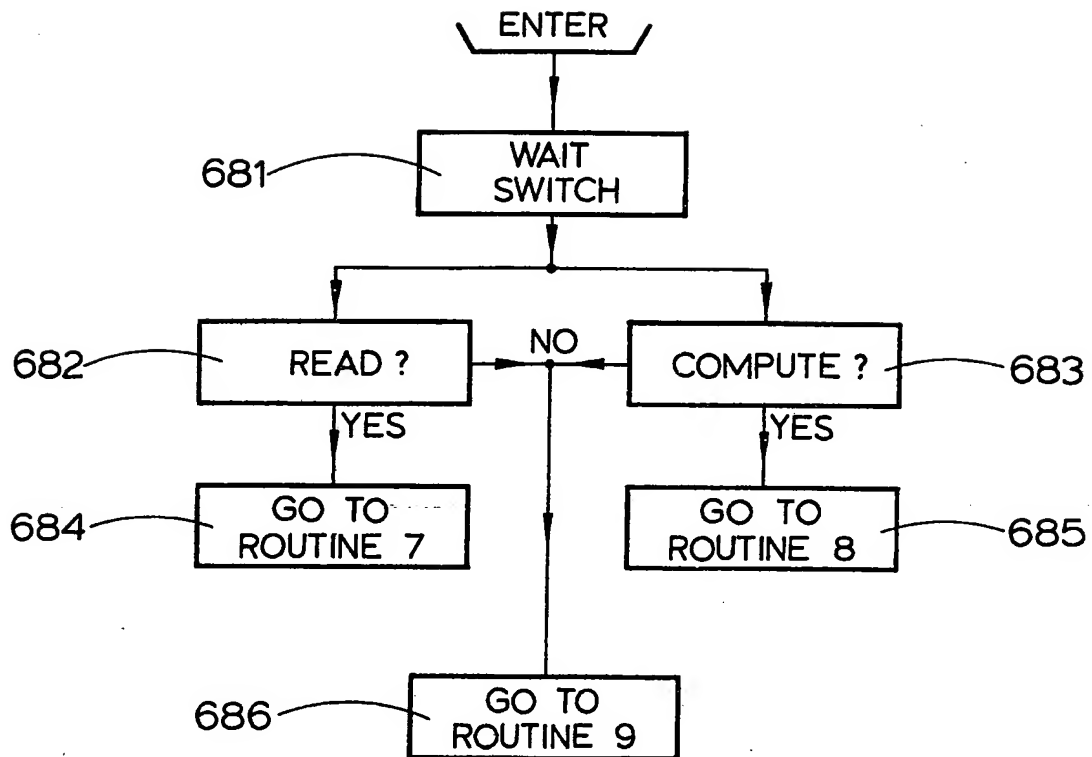 ENTER
681
WAIT
SWITCH
682
READ ?
NO
COMPUTE ?
683
YES
YES
684
GO TO
ROUTINE 7
GO TO
ROUTINE 8
685
686
GO TO
ROUTINE 9